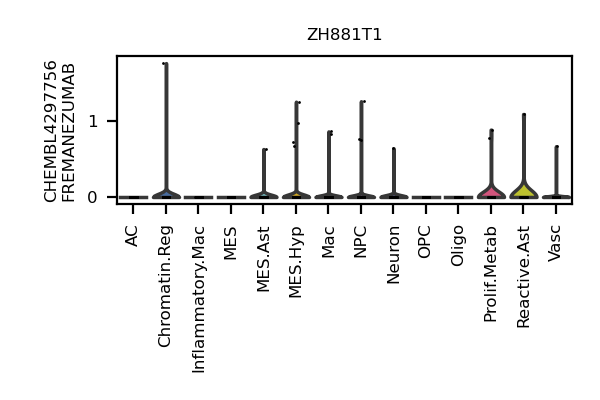 ZH881T1
CHEMBL4297756
FREMANEZUMAB
1
0
AC
Chromatin.Reg
Inflammatory.Mac
MES
MES.Ast
MES.Hyp
Mac
NPC
Neuron
OPC
Oligo
Prolif.Metab
Reactive.Ast
Vasc